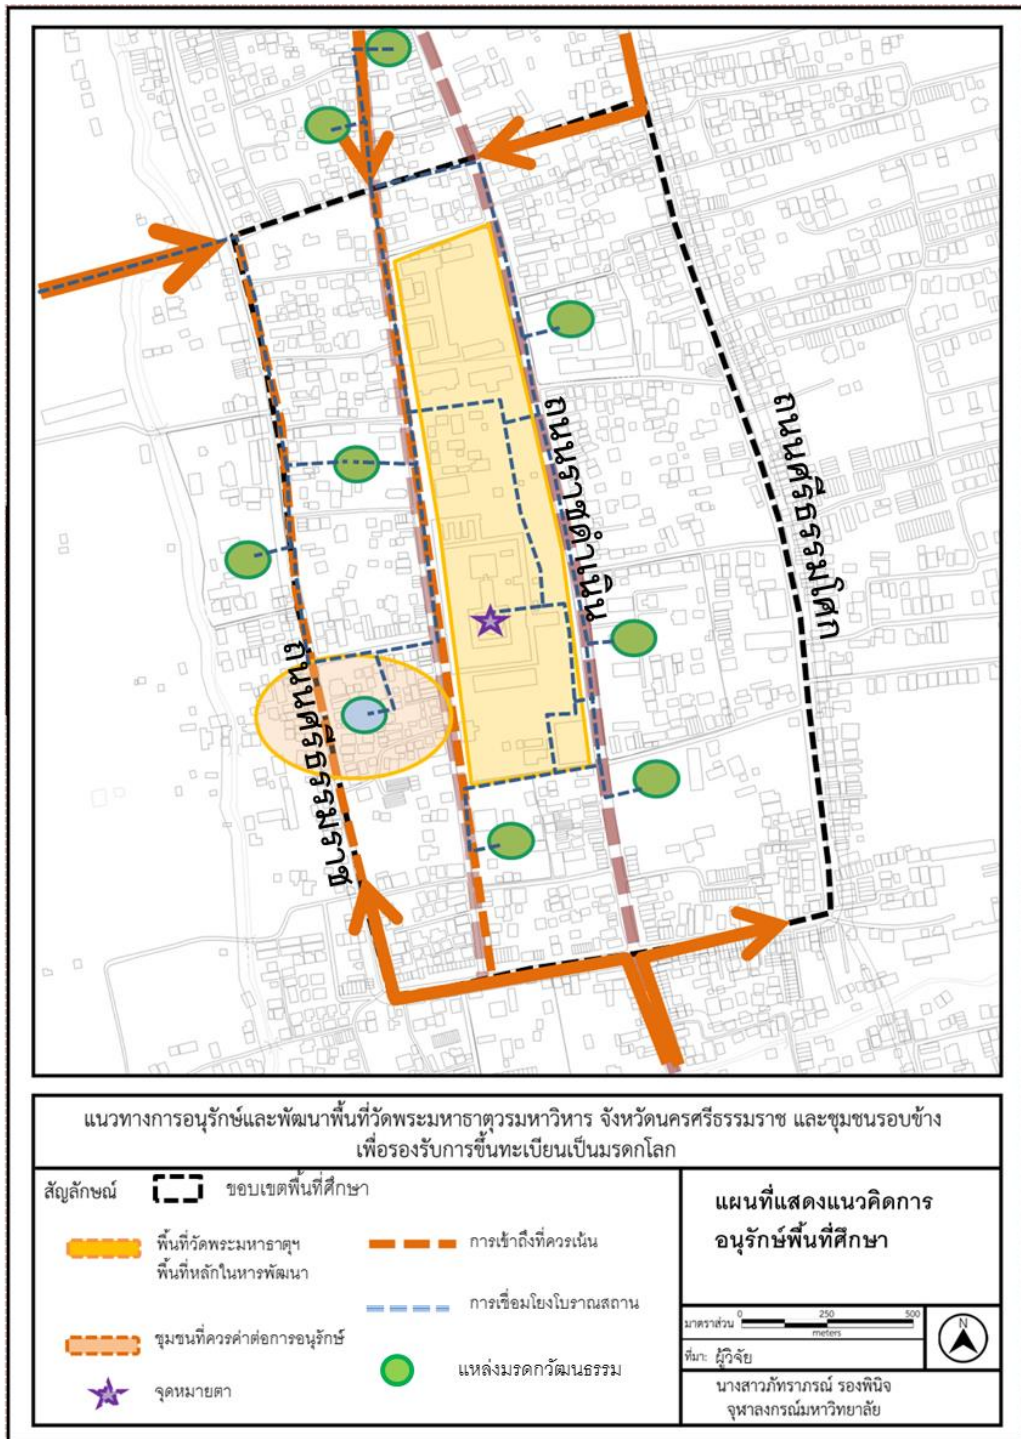 ถนนราชดำเนิน
ถนนศรีธรรมโศก
ถนนศรีธรรมราช
แนวทางการอนุรักษ์และพัฒนาพื้นที่วัดพระมหาธาตุวรมหาวิหาร จังหวัดนครศรีธรรมราช และชุมชนรอบข้าง
เพื่อรองรับการขึ้นทะเบียนเป็นมรดกโลก
สัญลักษณ์
ขอบเขตพื้นที่ศึกษา
พื้นที่วัดพระมหาธาตุฯ
พื้นที่หลักในหารพัฒนา
ชุมชนที่ควรค่าต่อการอนุรักษ์
จุดหมายตา
การเข้าถึงที่ควรเน้น
การเชื่อมโยงโบราณสถาน
แหล่งมรดกวัฒนธรรม
แผนที่แสดงแนวคิดการ
อนุรักษ์พื้นที่ศึกษา
มาตราส่วน 0 250 500
meters
N
ที่มา: ผู้วิจัย
นางสาวภัทราภรณ์ รองพินิจ
จุฬาลงกรณ์มหาวิทยาลัย